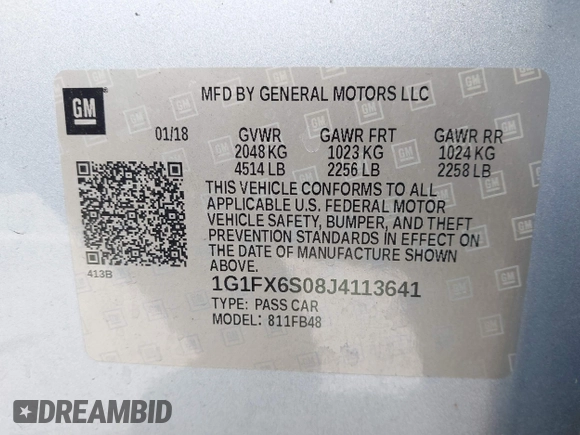 GM
MFD BY GENERAL MOTORS LLC
01/18 GVWR GAWR FRT GAWR RR
2048 KG 1023 KG 1024 KG
4514 LB 2256 LB 2258 LB
THIS VEHICLE CONFORMS TO ALL
APPLICABLE U.S. FEDERAL MOTOR
VEHICLE SAFETY, BUMPER, AND THEFT
PREVENTION STANDARDS IN EFFECT ON
THE DATE OF MANUFACTURE SHOWN
ABOVE.
413B
1G1FX6S08J4113641
TYPE: PASS CAR
MODEL: 811FB48
DREAMBID